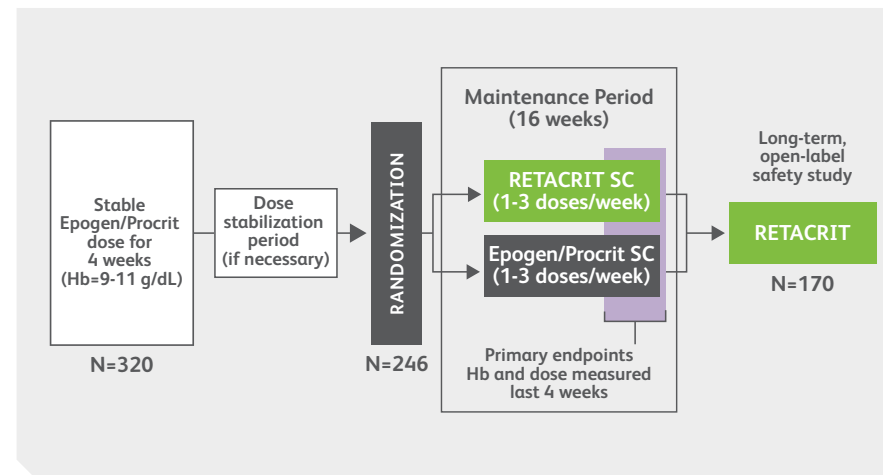 Stable
Epogen/Procrit
dose for
4 weeks
(Hb=9-11 g/dL)
N=320
Dose
stabilization
period
(if necessary)
RANDOMIZATION
N=246
Maintenance Period
(16 weeks)
RETACRIT SC
(1-3 doses/week)
Epogen/Procrit SC
(1-3 doses/week)
Primary endpoints
Hb and dose measured
last 4 weeks
Long-term,
open-label
safety study
RETACRIT
N=170